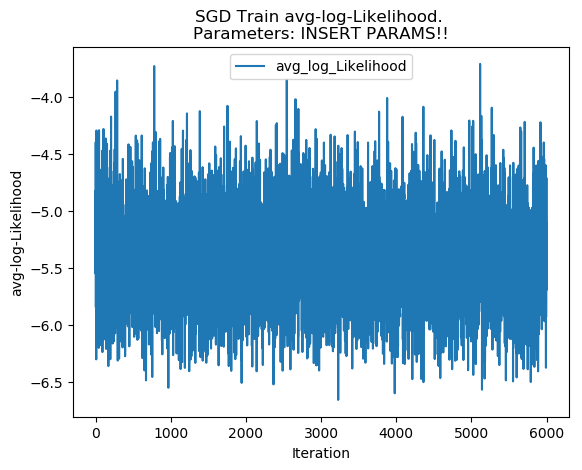 SGD Train avg-log-Likelihood.
Parameters: INSERT PARAMS!!
avg_log_Likelihood
avg-log-Likelihood
−4.0
−4.5
−5.0
−5.5
−6.0
−6.5
0 1000 2000 3000 4000 5000 6000
Iteration